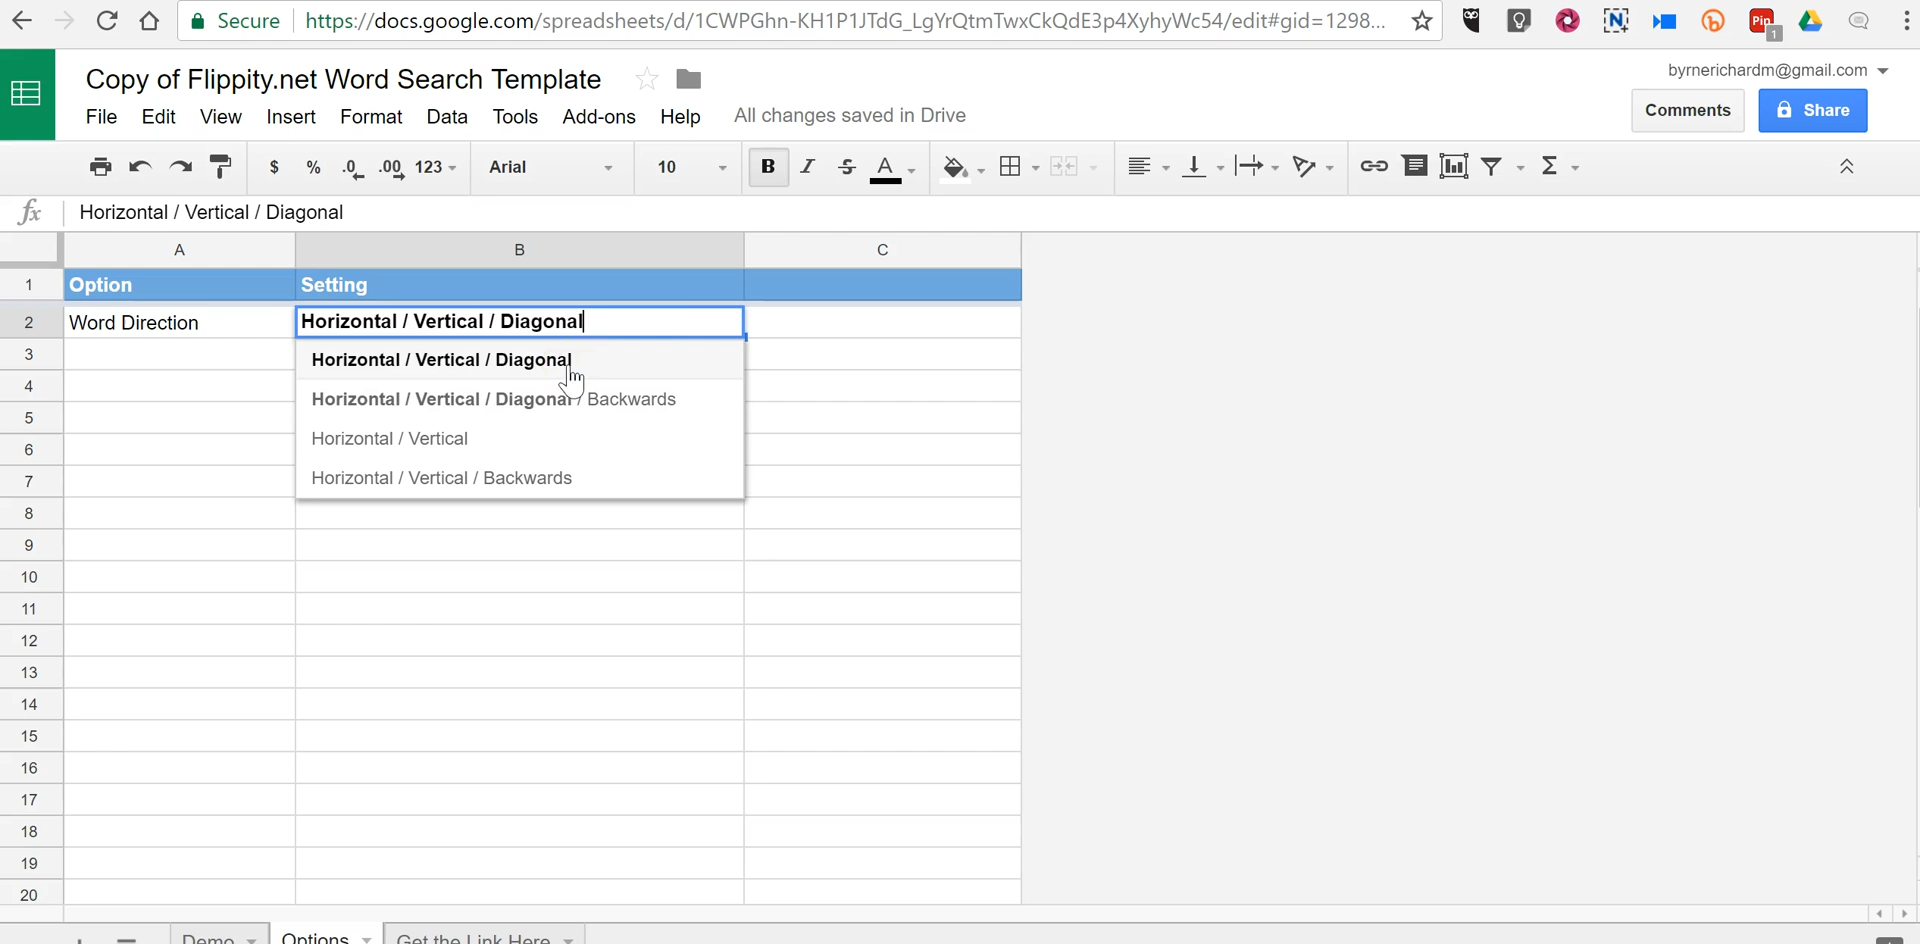 Secure https://docs.google.com/spreadsheets/d/1CWPGhn-KH1P1JTdG_LgYrQtmTwxCkQdE3p4XyhyWc54/edit#gid=1298...
Pin
1
Copy of Flippity.net Word Search Template
byrnerichardm@gmail.com
File Edit View Insert Format Data Tools Add-ons Help All changes saved in Drive
Comments Share
$ % .0 .00 123 Arial 10 B I S A Σ
fx Horizontal / Vertical / Diagonal
A B C
1 Option Setting
2 Word Direction Horizontal / Vertical / Diagonal
Horizontal / Vertical / Diagonal
Horizontal / Vertical / Diagonal / Backwards
Horizontal / Vertical
Horizontal / Vertical / Backwards
3
4
5
6
7
8
9
10
11
12
13
14
15
16
17
18
19
20
Demo Options Get the Link Here